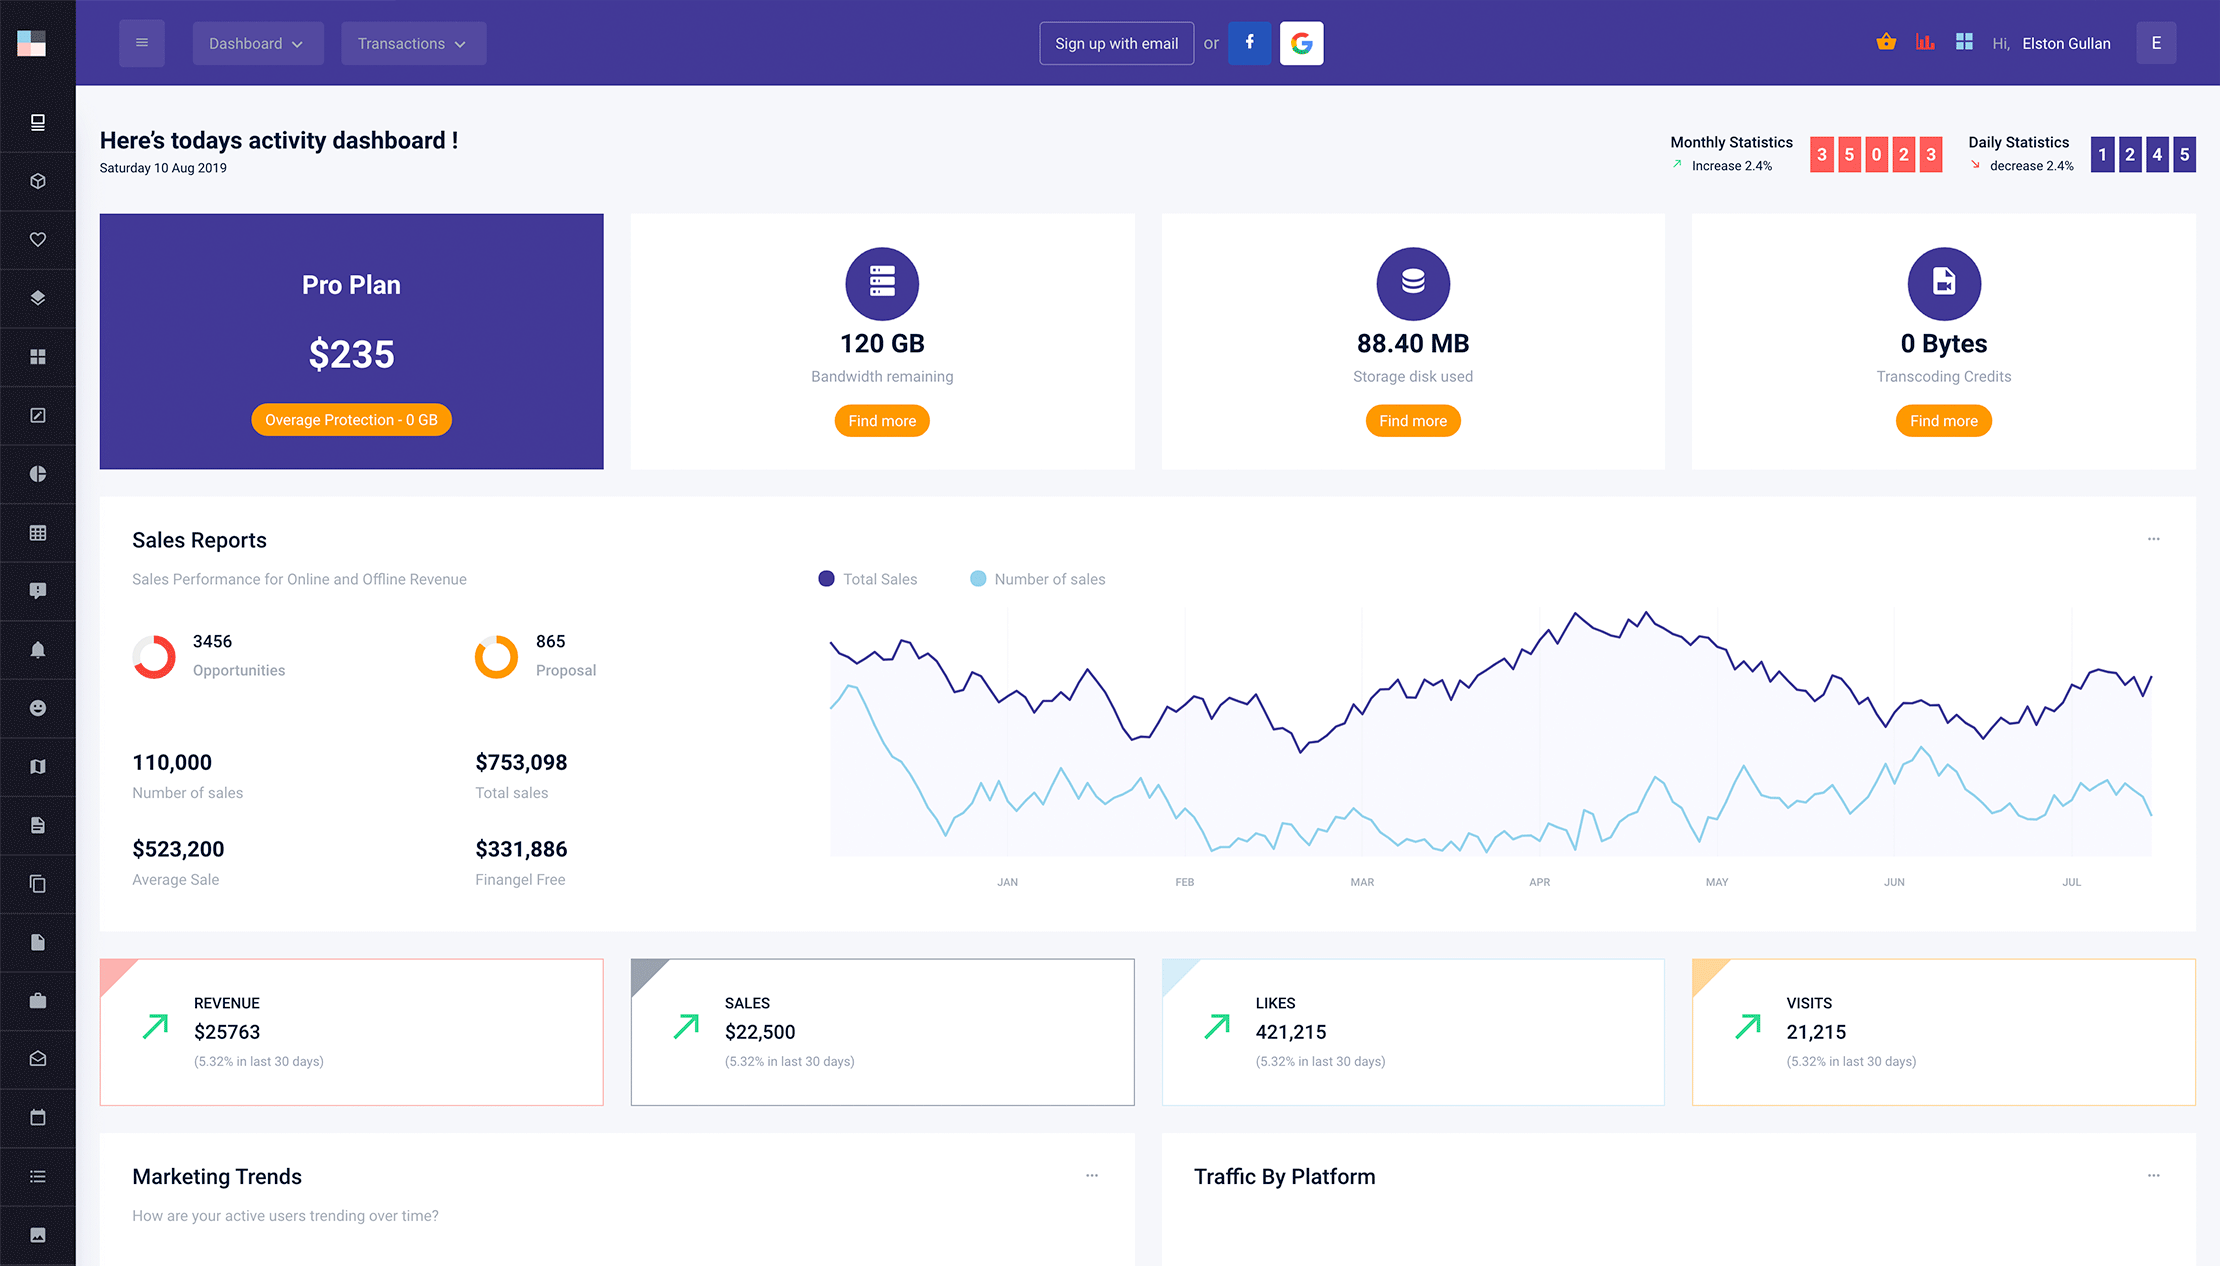 Dashboard
Transactions
Sign up with email
or
f
G
Hi, Elston Gullan
E
Here's todays activity dashboard !
Saturday 10 Aug 2019
Monthly Statistics
Increase 2.4%
3 5 0 2 3
Daily Statistics
decrease 2.4%
1 2 4 5
Pro Plan
$235
Overage Protection - 0 GB
120 GB
Bandwidth remaining
Find more
88.40 MB
Storage disk used
Find more
0 Bytes
Transcoding Credits
Find more
Sales Reports
Sales Performance for Online and Offline Revenue
3456
Opportunities
865
Proposal
110,000
Number of sales
$753,098
Total sales
$523,200
Average Sale
$331,886
Finangel Free
Total Sales
Number of sales
JAN FEB MAR APR MAY JUN JUL
REVENUE
$25763
(5.32% in last 30 days)
SALES
$22,500
(5.32% in last 30 days)
LIKES
421,215
(5.32% in last 30 days)
VISITS
21,215
(5.32% in last 30 days)
Marketing Trends
How are your active users trending over time?
Traffic By Platform